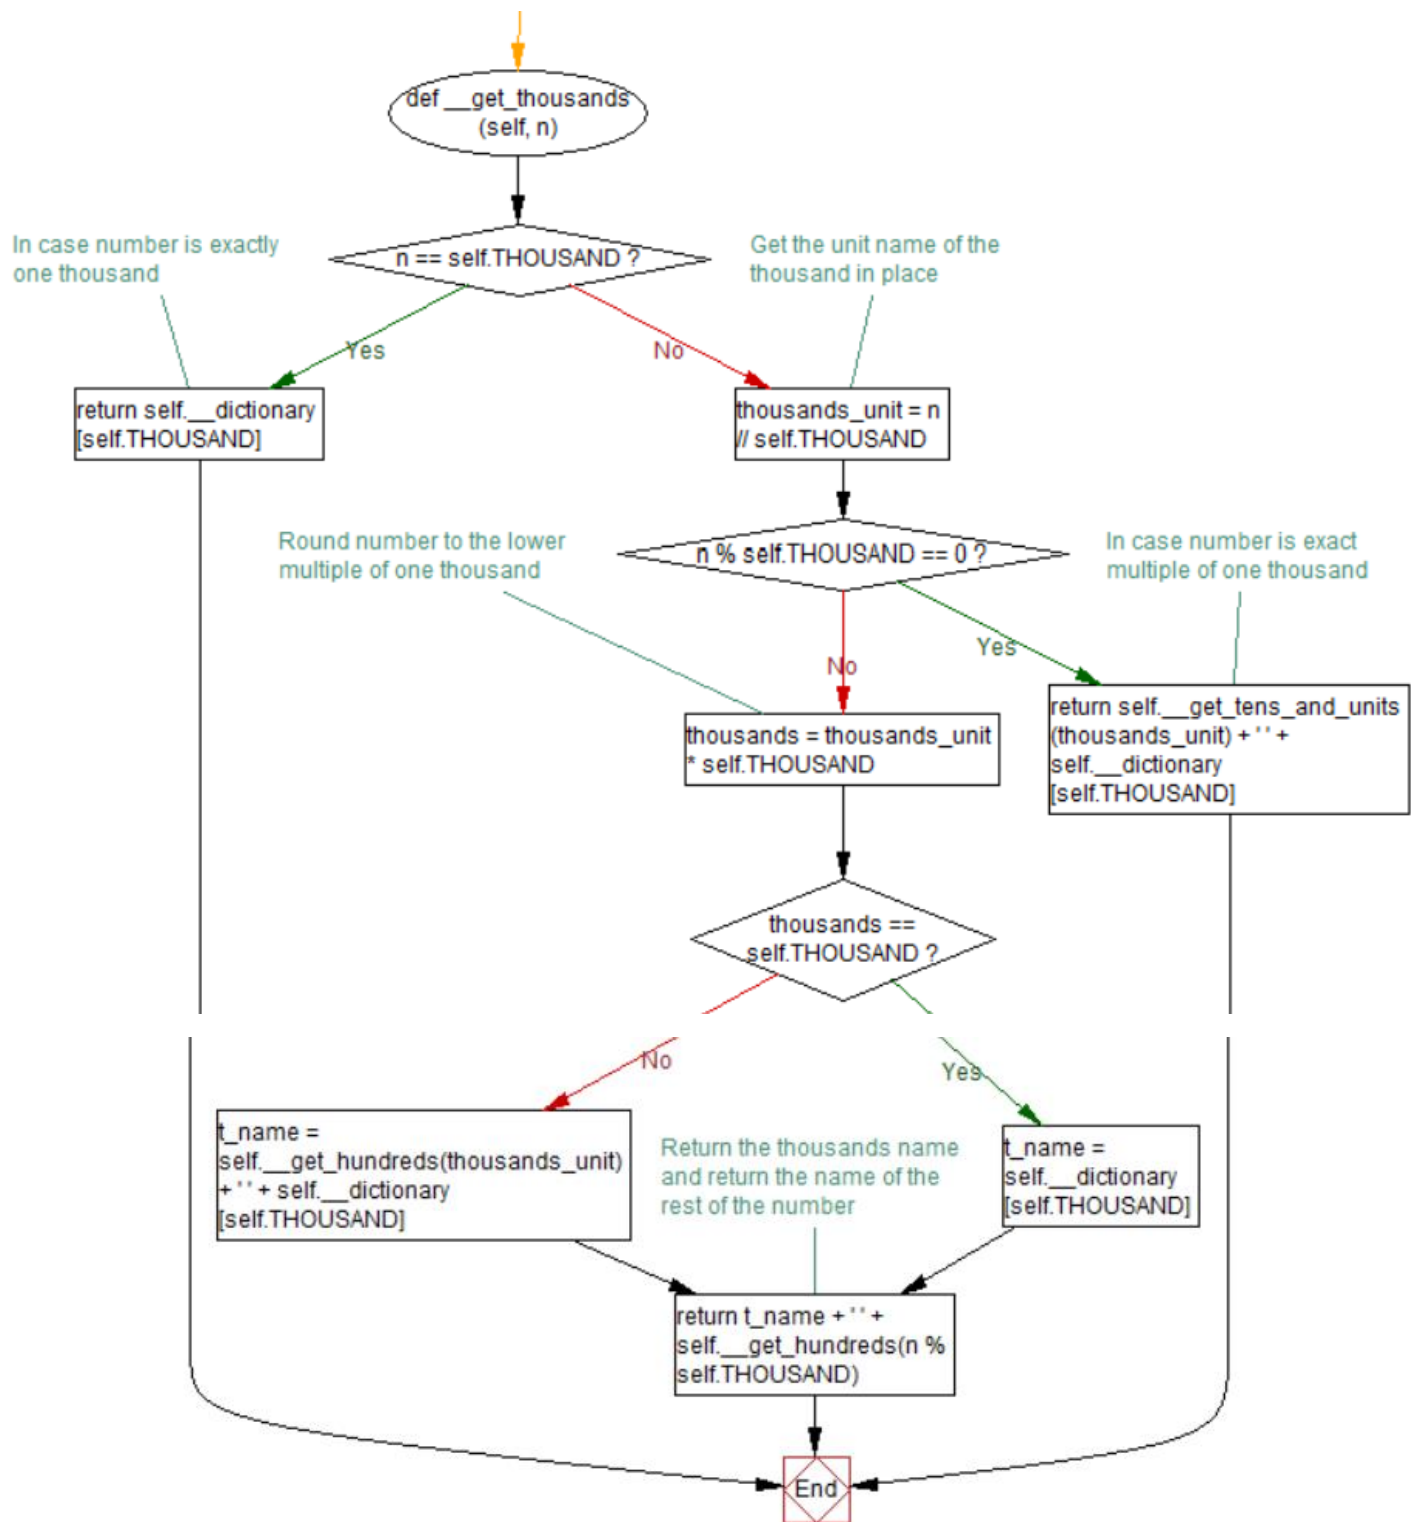 def __get_thousands
(self, n)
In case number is exactly
one thousand
n == self.THOUSAND ?
Get the unit name of the
thousand in place
Yes
No
return self.__dictionary
[self.THOUSAND]
thousands_unit = n
// self.THOUSAND
Round number to the lower
multiple of one thousand
n % self.THOUSAND == 0 ?
In case number is exact
multiple of one thousand
Yes
No
thousands = thousands_unit
* self.THOUSAND
return self.__get_tens_and_units
(thousands_unit) + ' ' +
self.__dictionary
[self.THOUSAND]
thousands ==
self.THOUSAND ?
No
Yes
t_name =
self.__get_hundreds(thousands_unit)
+ ' ' + self.__dictionary
[self.THOUSAND]
Return the thousands name
and return the name of the
rest of the number
t_name =
self.__dictionary
[self.THOUSAND]
return t_name + ' ' +
self.__get_hundreds(n %
self.THOUSAND)
End